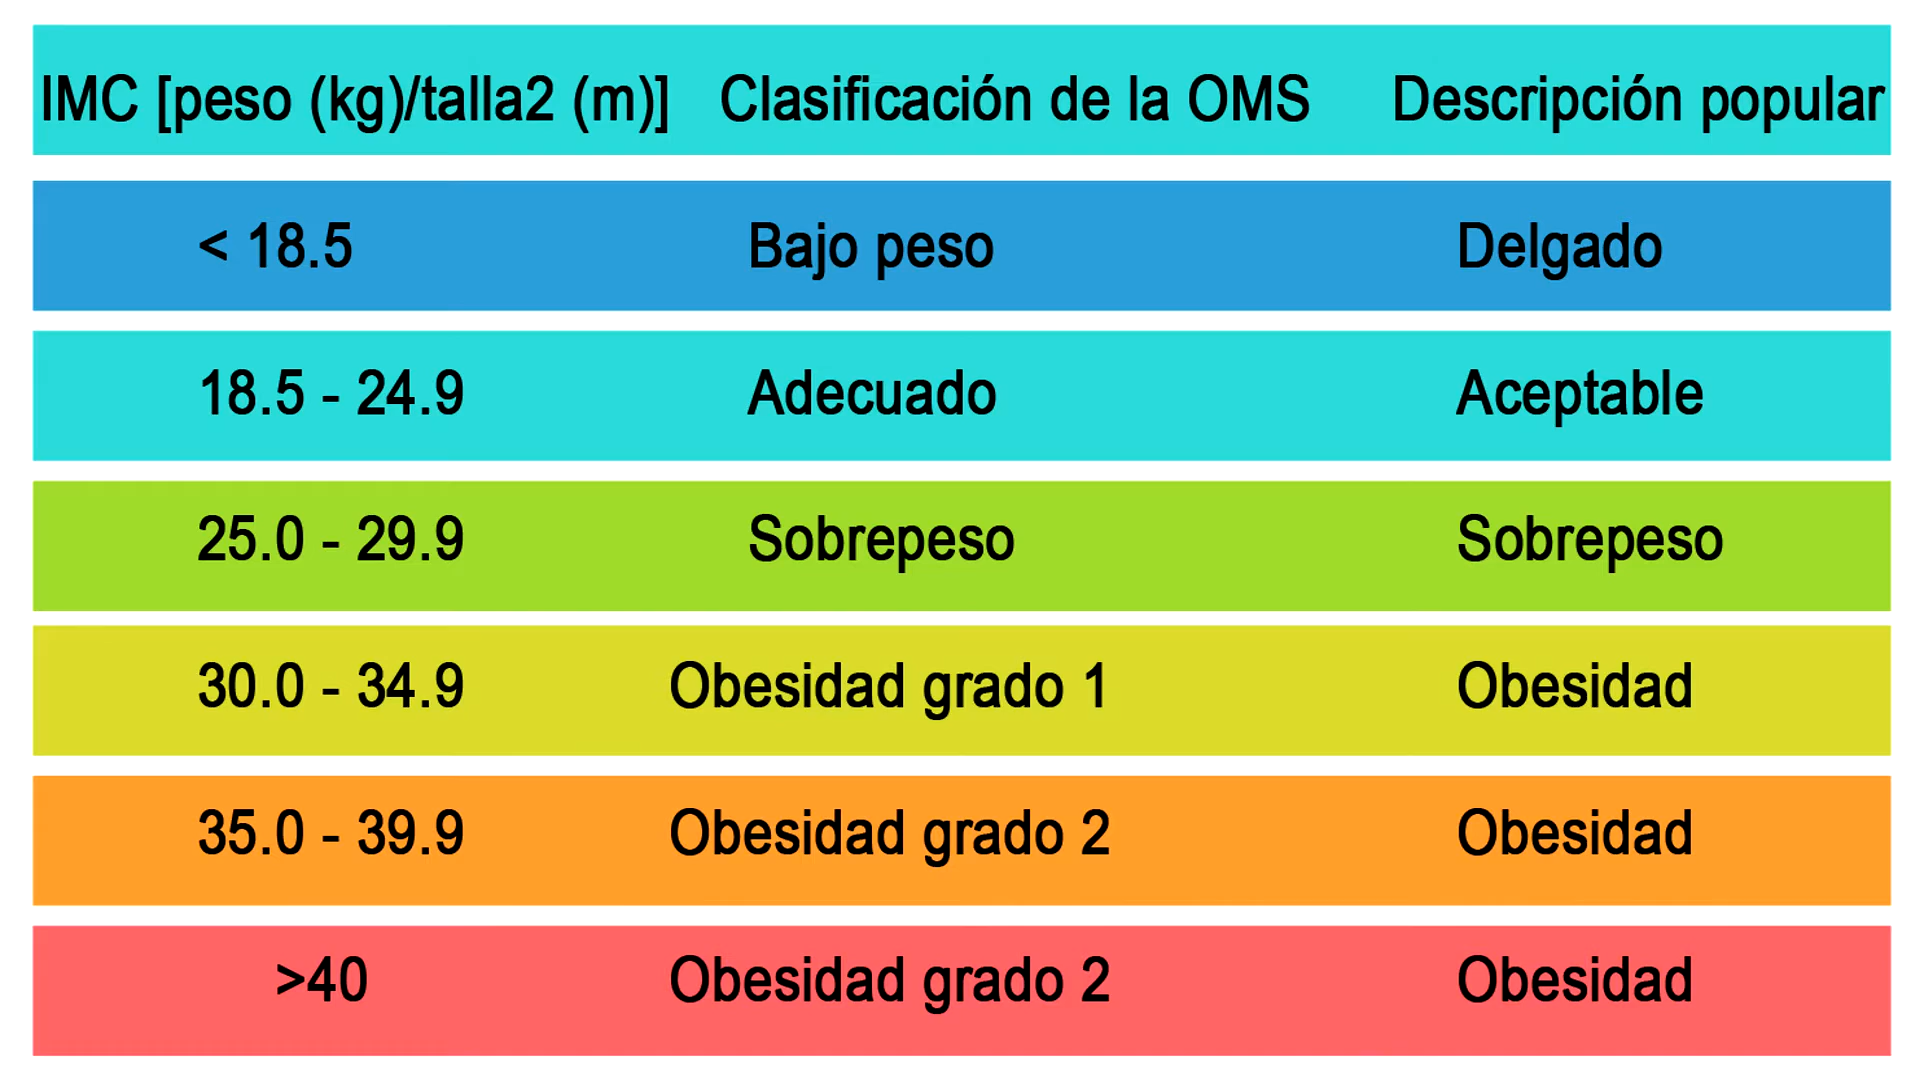 IMC [peso (kg)/talla2 (m)] Clasificación de la OMS Descripción popular
< 18.5 Bajo peso Delgado
18.5 - 24.9 Adecuado Aceptable
25.0 - 29.9 Sobrepeso Sobrepeso
30.0 - 34.9 Obesidad grado 1 Obesidad
35.0 - 39.9 Obesidad grado 2 Obesidad
>40 Obesidad grado 2 Obesidad